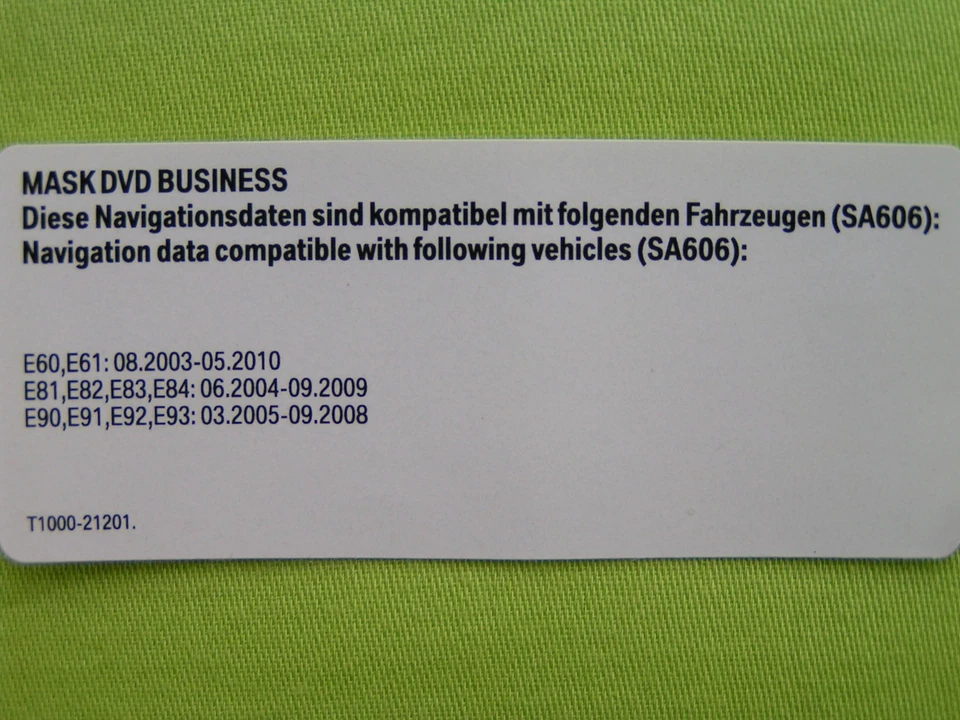 MASK DVD BUSINESS
Diese Navigationsdaten sind kompatibel mit folgenden Fahrzeugen (SA606):
Navigation data compatible with following vehicles (SA606):
E60,E61: 08.2003-05.2010
E81,E82,E83,E84: 06.2004-09.2009
E90,E91,E92,E93: 03.2005-09.2008
T1000-21201.